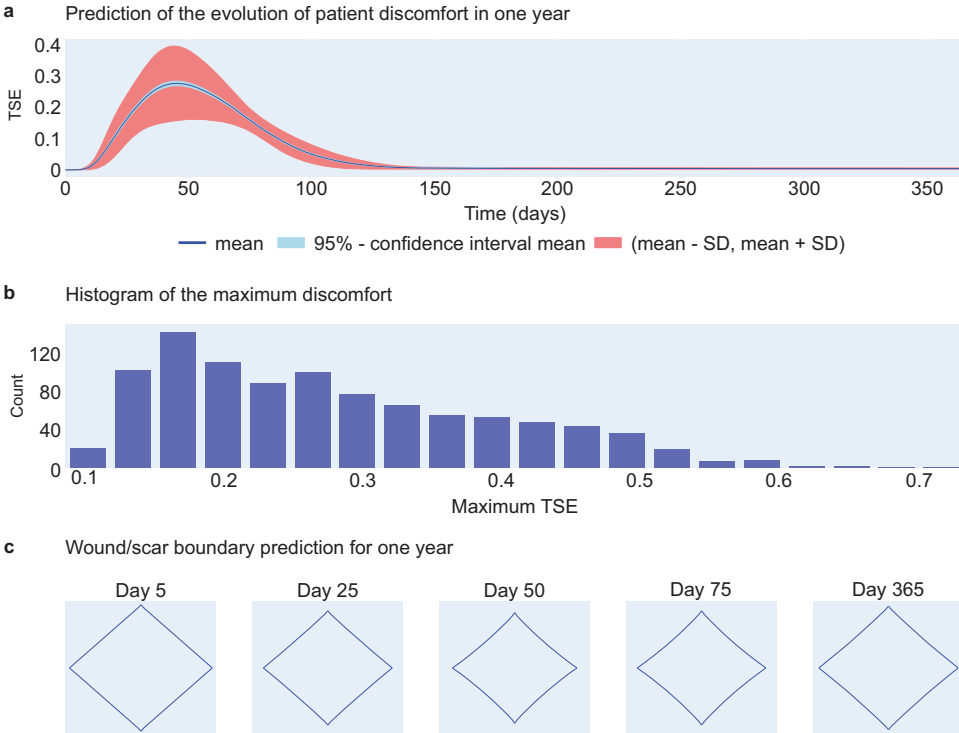 a Prediction of the evolution of patient discomfort in one year
0.4
0.3
0.2
0.1
0
TSE
0 50 100 150 200 250 300 350
Time (days)
mean 95% - confidence interval mean (mean - SD, mean + SD)
b Histogram of the maximum discomfort
120
80
40
0
Count
0.1 0.2 0.3 0.4 0.5 0.6 0.7
Maximum TSE
c Wound/scar boundary prediction for one year
Day 5 Day 25 Day 50 Day 75 Day 365